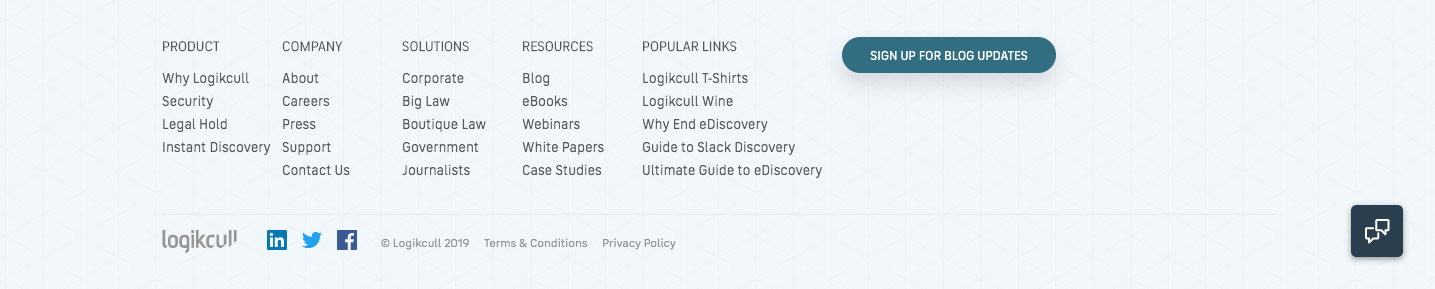 PRODUCT
Why Logikcull
Security
Legal Hold
Instant Discovery
COMPANY
About
Careers
Press
Support
Contact Us
SOLUTIONS
Corporate
Big Law
Boutique Law
Government
Journalists
RESOURCES
Blog
eBooks
Webinars
White Papers
Case Studies
POPULAR LINKS
Logikcull T-Shirts
Logikcull Wine
Why End eDiscovery
Guide to Slack Discovery
Ultimate Guide to eDiscovery
SIGN UP FOR BLOG UPDATES
logikcull
© Logikcull 2019 Terms & Conditions Privacy Policy